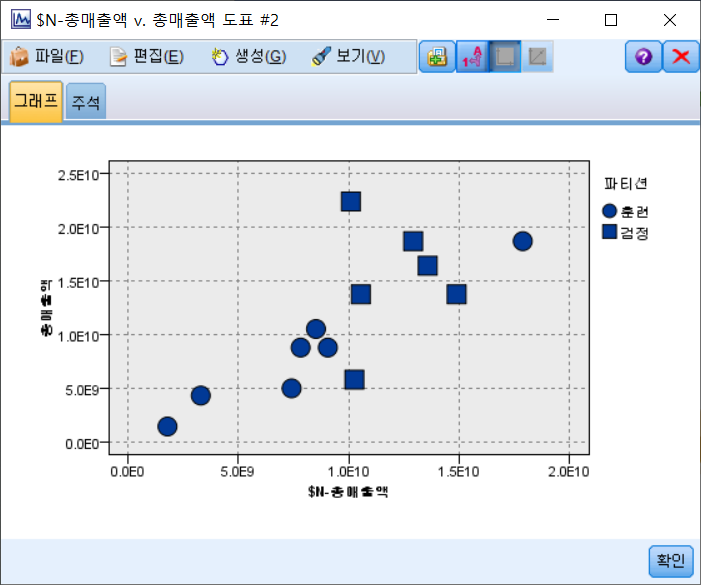 $N-총매출액 v. 총매출액 도표 #2
파일(F) 편집(E) 생성(G) 보기(V)
그래프 주석
2.5E10
2.0E10
1.5E10
1.0E10
5.0E9
0.0E0
총매출액
0.0E0 5.0E9 1.0E10 1.5E10 2.0E10
$N-총매출액
파티션
훈련
검정
확인